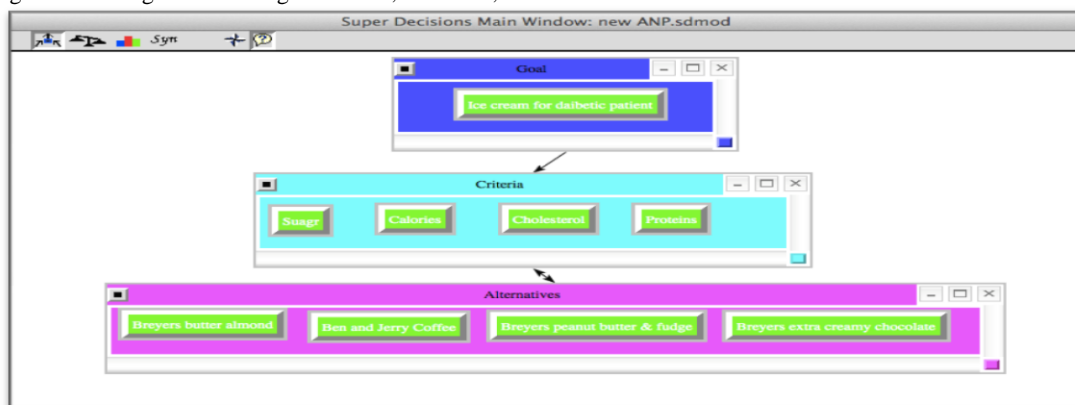 Super Decisions Main Window: new ANP.sdmod
Syn
Goal
Ice cream for daibetic patient
Criteria
Suagr Calories Cholesterol Proteins
Alternatives
Breyers butter almond Ben and Jerry Coffee Breyers peanut butter & fudge Breyers extra creamy chocolate